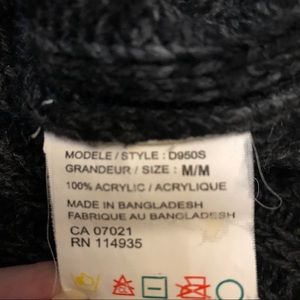 MODELE / STYLE : D950S
GRANDEUR / SIZE : M/M
100% ACRYLIC / ACRYLIQUE
MADE IN BANGLADESH
FABRIQUE AU BANGLADESH
CA 07021
RN 114935